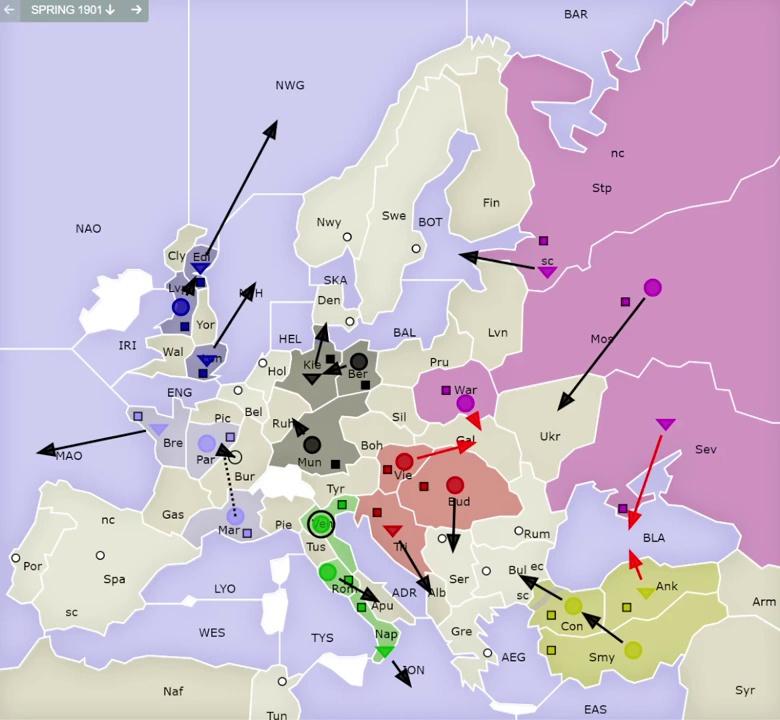 SPRING 1901
BAR
NWG
nc
Stp
Fin
NAO
Nwy
Swe
BOT
Cly
Edi
sc
SKA
Den
Yor
Mos
IRI
HEL
BAL
Lvn
Wal
Kie
Hol
Ber
Pru
War
ENG
Bel
Pic
Ruh
Sil
Gal
Ukr
Bre
MAO
Par
Mun
Boh
Vie
Sev
Bur
Tyr
Bud
Gas
nc
Mar
Pie
Ven
Rum
BLA
Tus
Tri
Por
Spa
Ser
Bul
ec
Ank
LYO
Rom
ADR
Alb
sc
Arm
Apu
sc
Con
WES
TYS
Nap
Gre
AEG
Smy
ION
Naf
Syr
Tun
EAS